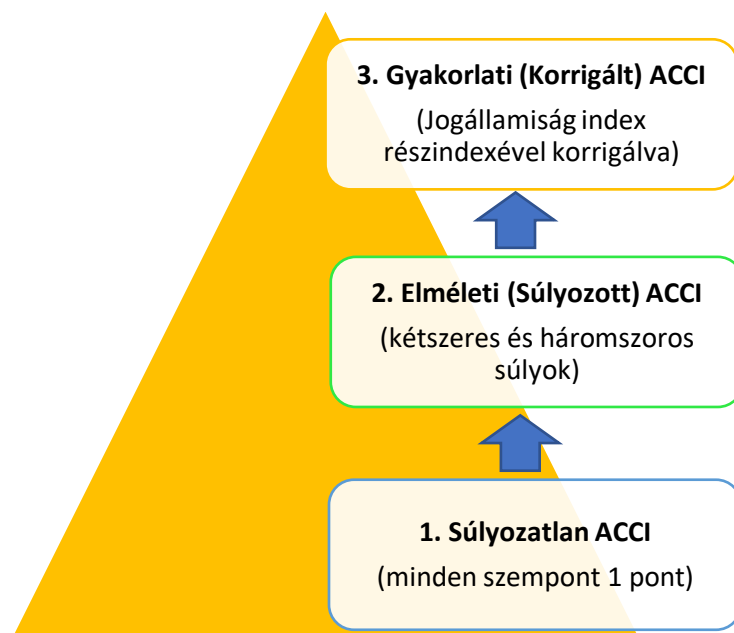 3. Gyakorlati (Korrigált) ACCI
(Jogállamiság index
részindexével korrigálva)
2. Elméleti (Súlyozott) ACCI
(kétszeres és háromszoros
súlyok)
1. Súlyozatlan ACCI
(minden szempont 1 pont)